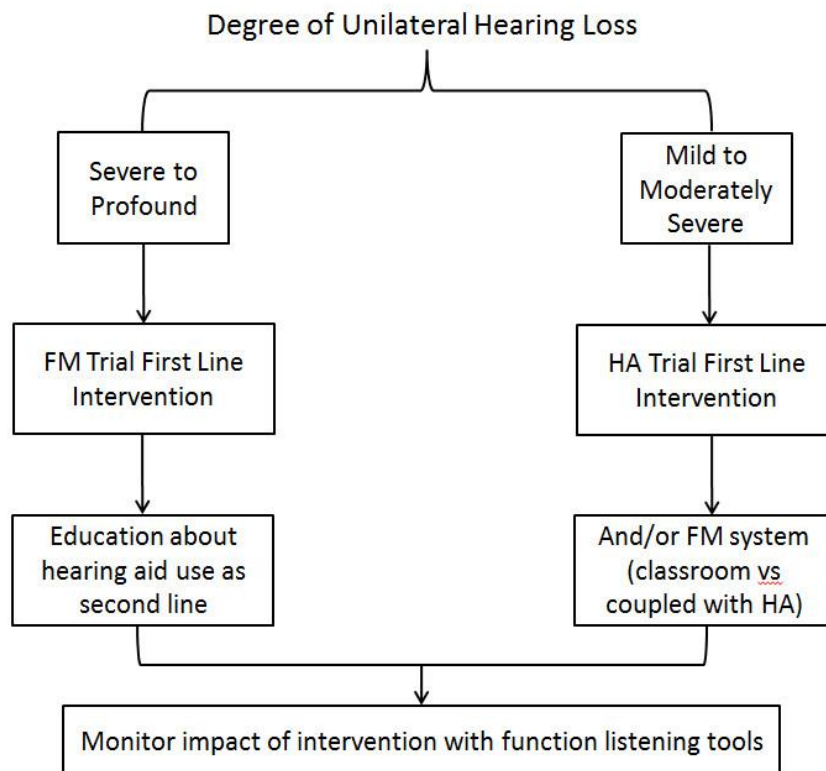 Degree of Unilateral Hearing Loss
Severe to
Profound
Mild to
Moderately
Severe
FM Trial First Line
Intervention
HA Trial First Line
Intervention
Education about
hearing aid use as
second line
And/or FM system
(classroom vs
coupled with HA)
Monitor impact of intervention with function listening tools